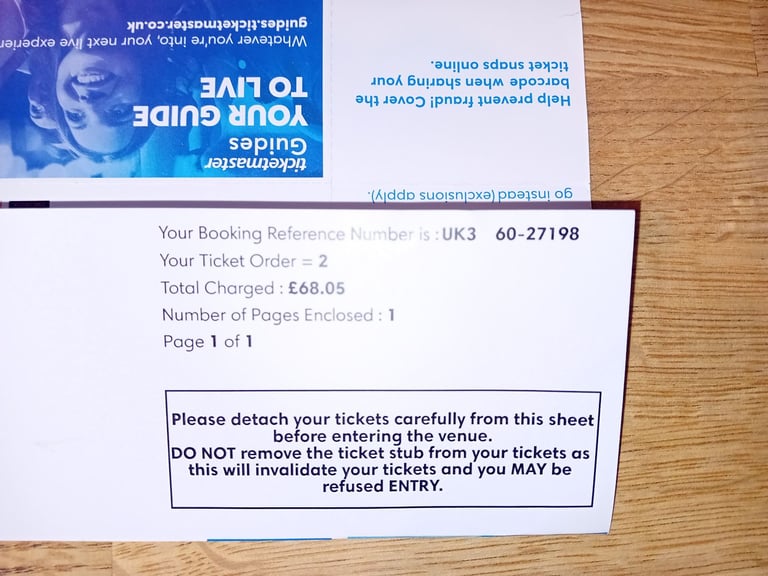 ticketmaster
Guides
YOUR GUIDE
TO LIVE
Whatever you're into, your next live
guides.ticketmaster.co.uk
go instead (exclusions apply).
Help prevent fraud! Cover the
barcode when sharing your
ticket snaps online.
Your Booking Reference Number is : UK3 60-27198
Your Ticket Order = 2
Total Charged : £68.05
Number of Pages Enclosed : 1
Page 1 of 1
Please detach your tickets carefully from this sheet
before entering the venue.
DO NOT remove the ticket stub from your tickets as
this will invalidate your tickets and you MAY be
refused ENTRY.